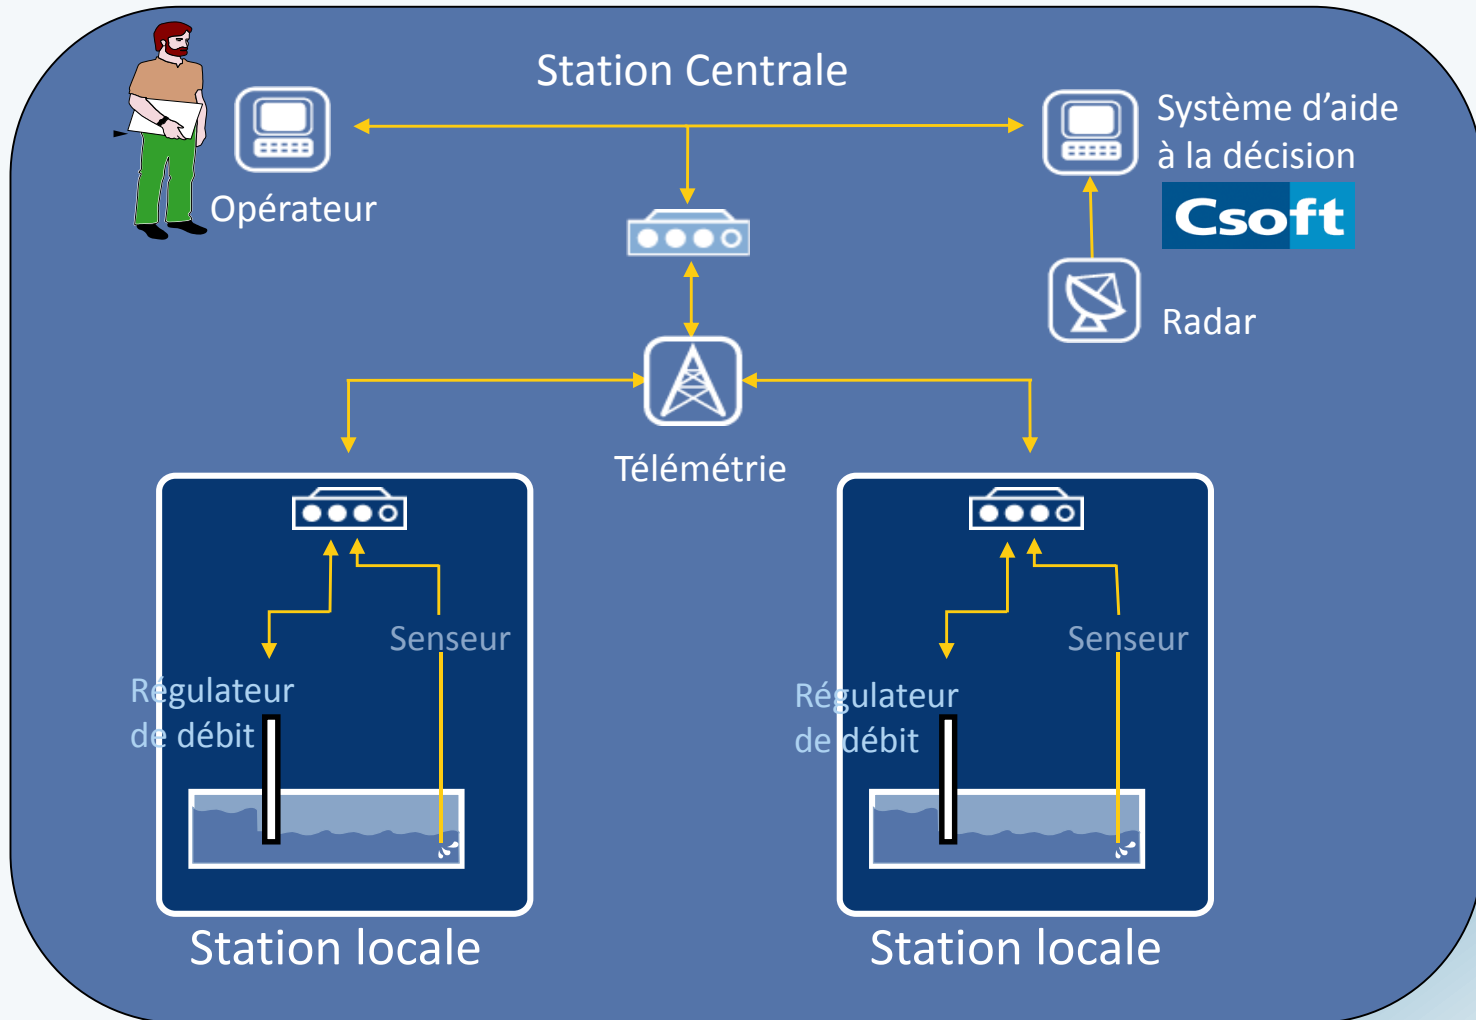 Station Centrale
Opérateur
Système d’aide
à la décision
Csoft
Radar
Télémétrie
Senseur
Régulateur
de débit
Station locale
Senseur
Régulateur
de débit
Station locale